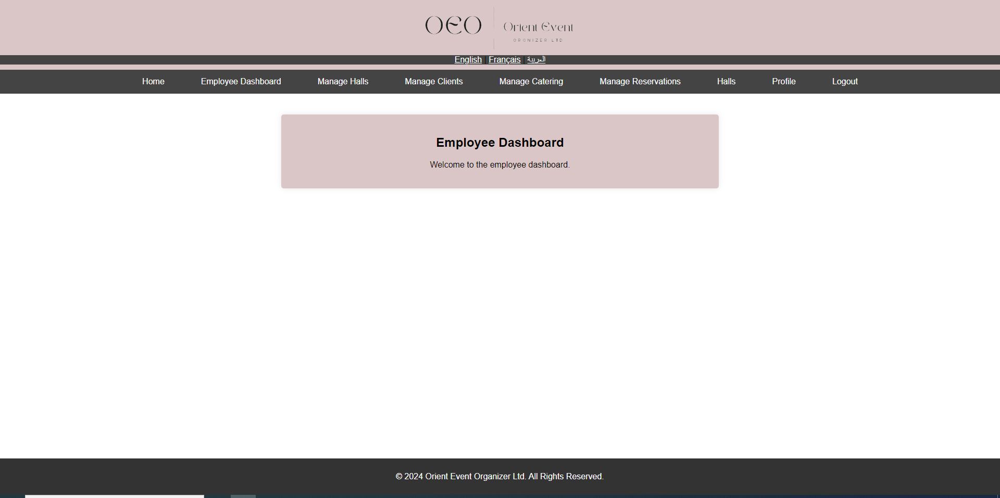 OEO
Orient Event
ORGNIZER LTD
English | Français | العربية
Home Employee Dashboard Manage Halls Manage Clients Manage Catering Manage Reservations Halls Profile Logout
Employee Dashboard
Welcome to the employee dashboard.
© 2024 Orient Event Organizer Ltd. All Rights Reserved.